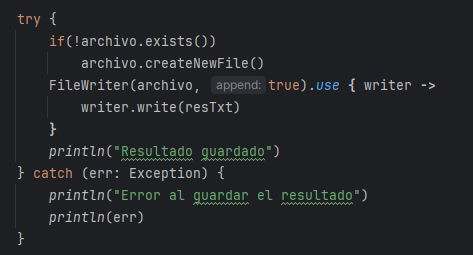 try {
    if(!archivo.exists())
        archivo.createNewFile()
    FileWriter(archivo, append: true).use { writer ->
        writer.write(resTxt)
    }
    println("Resultado guardado")
} catch (err: Exception) {
    println("Error al guardar el resultado")
    println(err)
}